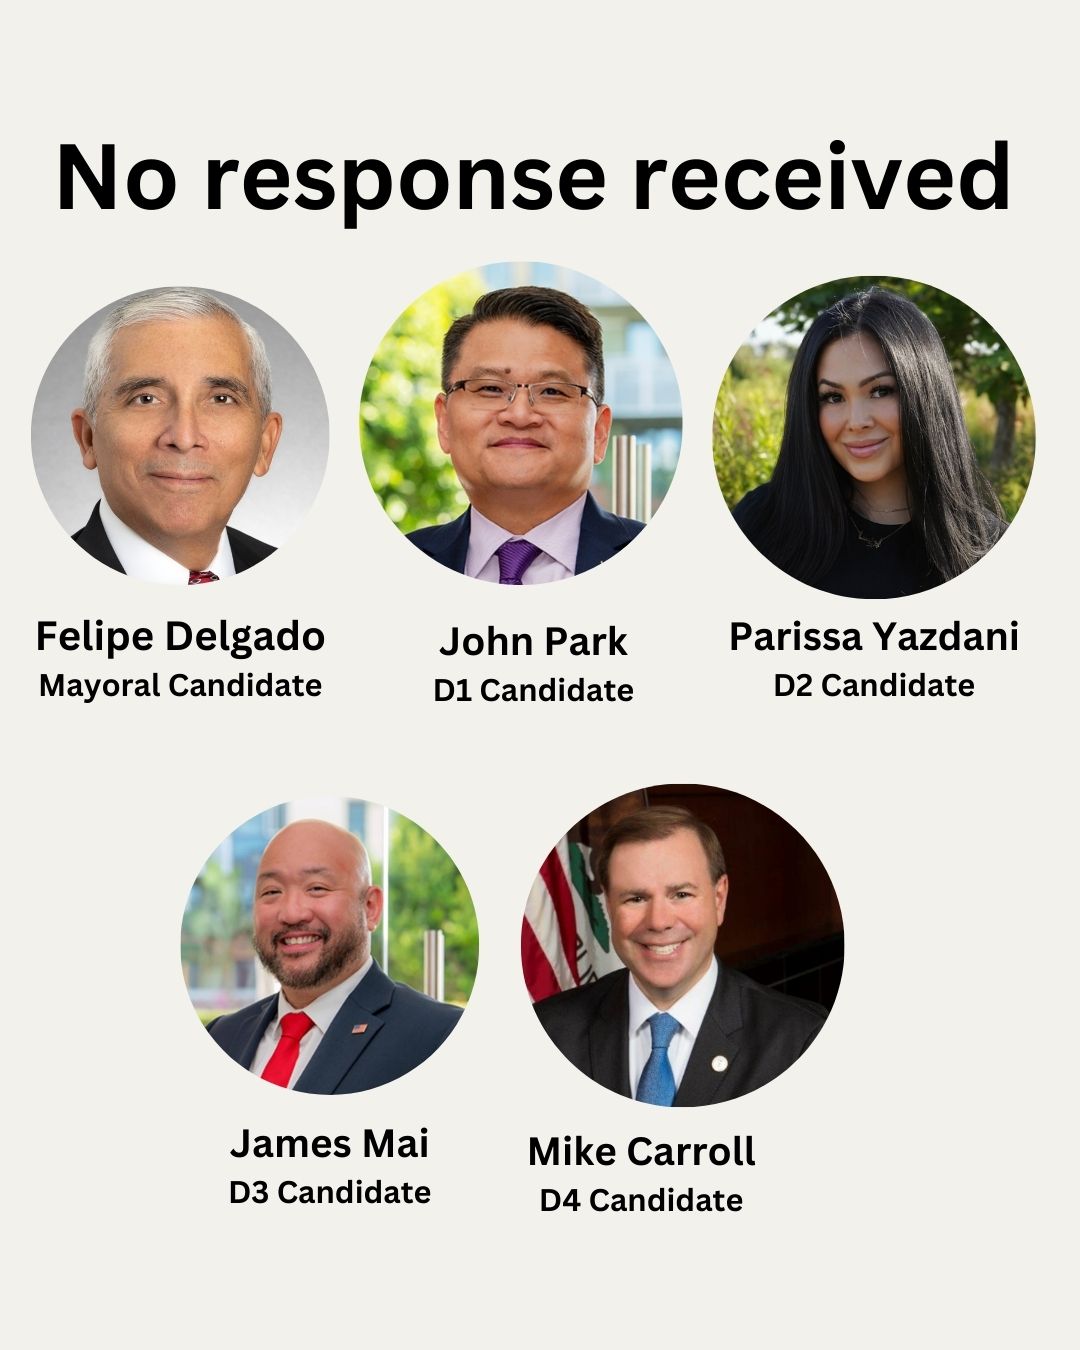 No response received
Felipe Delgado
Mayoral Candidate
John Park
D1 Candidate
Parissa Yazdani
D2 Candidate
James Mai
D3 Candidate
Mike Carroll
D4 Candidate